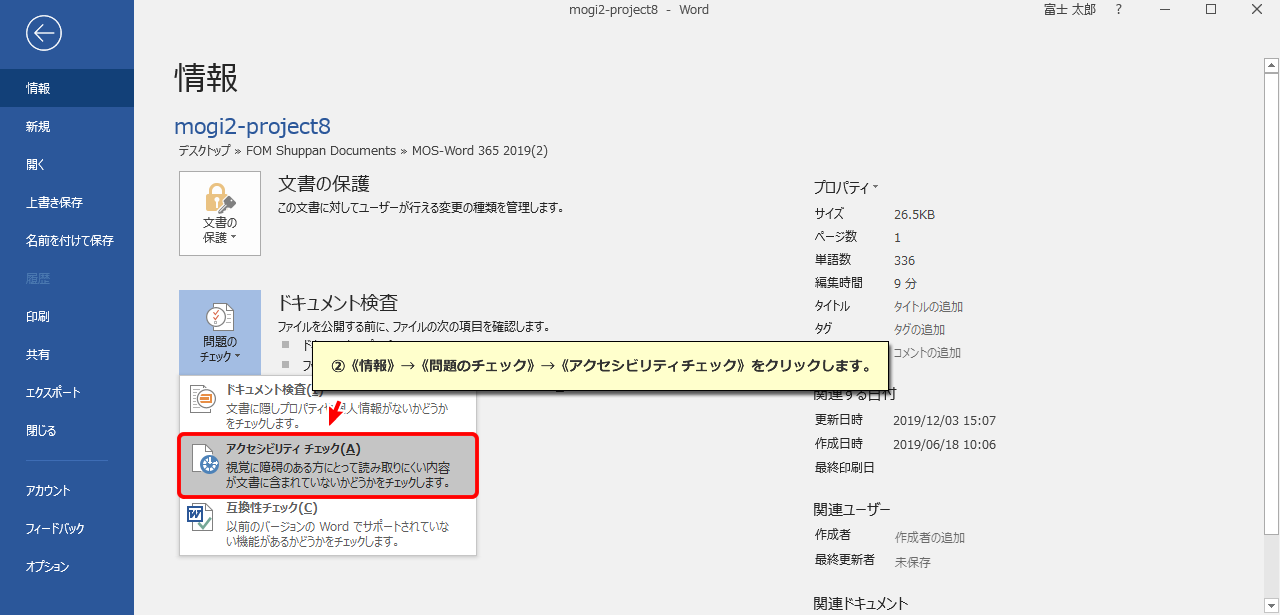 mogi2-project8 - Word
富士 太郎 ?
情報
新規
開く
上書き保存
名前を付けて保存
履歴
印刷
共有
エクスポート
閉じる
アカウント
フィードバック
オプション
情報
mogi2-project8
デスクトップ » FOM Shuppan Documents » MOS-Word 365 2019(2)
文書の
保護
文書の保護
この文書に対してユーザーが行える変更の種類を管理します。
問題の
チェック
ドキュメント検査
ファイルを公開する前に、ファイルの次の項目を確認します。
②《情報》→《問題のチェック》→《アクセシビリティチェック》をクリックします。
ドキュメント検査(I)
文書に隠しプロパティや個人情報がないかどうか
をチェックします。
アクセシビリティ チェック(A)
視覚に障碍のある方にとって読み取りにくい内容
が文書に含まれていないかどうかをチェックします。
互換性チェック(C)
以前のバージョンの Word でサポートされていな
い機能があるかどうかをチェックします。
プロパティ
サイズ 26.5KB
ページ数 1
単語数 336
編集時間 9 分
タイトル タイトルの追加
タグ タグの追加
コメントの追加
関連する日付
更新日時 2019/12/03 15:07
作成日時 2019/06/18 10:06
最終印刷日
関連ユーザー
作成者 作成者の追加
最終更新者 未保存
関連ドキュメント